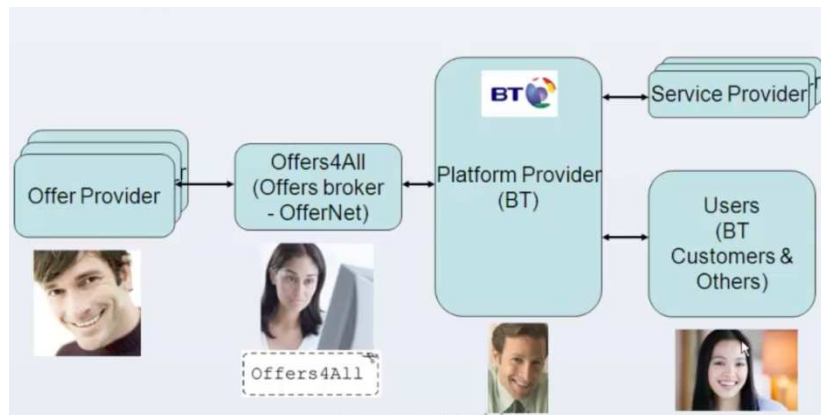 Offer Provider
Offers4All
(Offers broker
- OfferNet)
Offers4All
BT
Platform Provider
(BT)
Service Provider
Users
(BT
Customers &
Others)